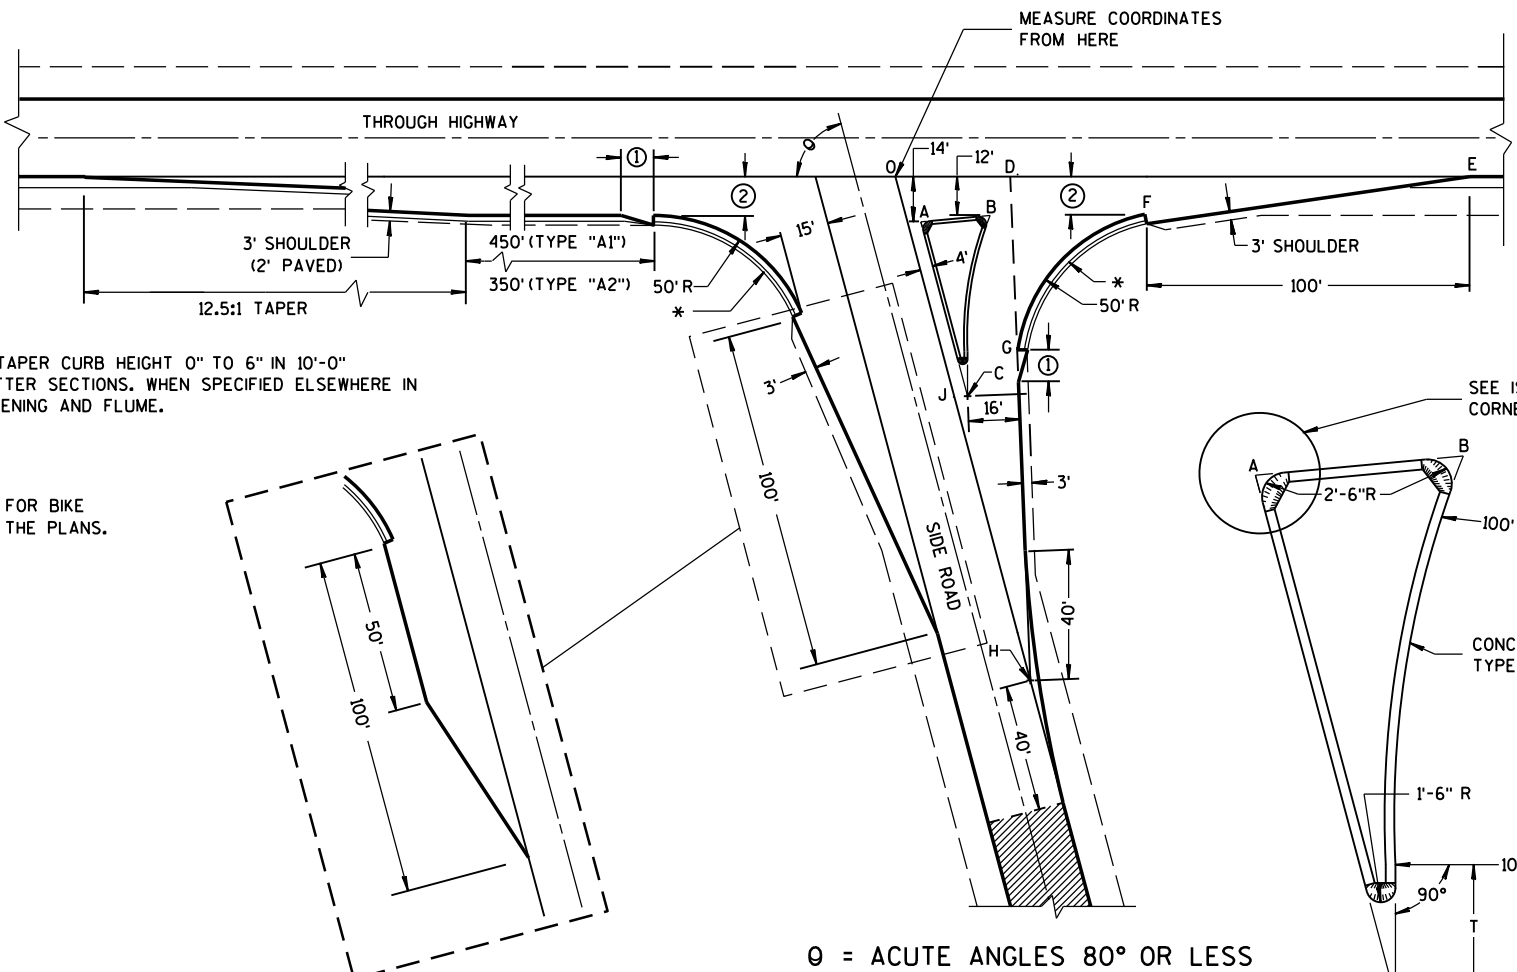 MEASURE COORDINATES
FROM HERE
THROUGH HIGHWAY
θ
①
14'
12'
O
D
E
②
A
B
②
F
15'
3' SHOULDER
(2' PAVED)
450' (TYPE "A1")
350' (TYPE "A2")
4'
3' SHOULDER
12.5:1 TAPER
50' R
*
*
50' R
100'
TAPER CURB HEIGHT 0" TO 6" IN 10'-0"
TTER SECTIONS. WHEN SPECIFIED ELSEWHERE IN
ENING AND FLUME.
G
①
3'
C
J
16'
SEE
CORNE
A
B
100'
3'
2'-6"R
100'
FOR BIKE
THE PLANS.
SIDE ROAD
40'
50'
H
CONC
TYPE
100'
40'
1'-6" R
10
90°
T
θ = ACUTE ANGLES 80° OR LESS